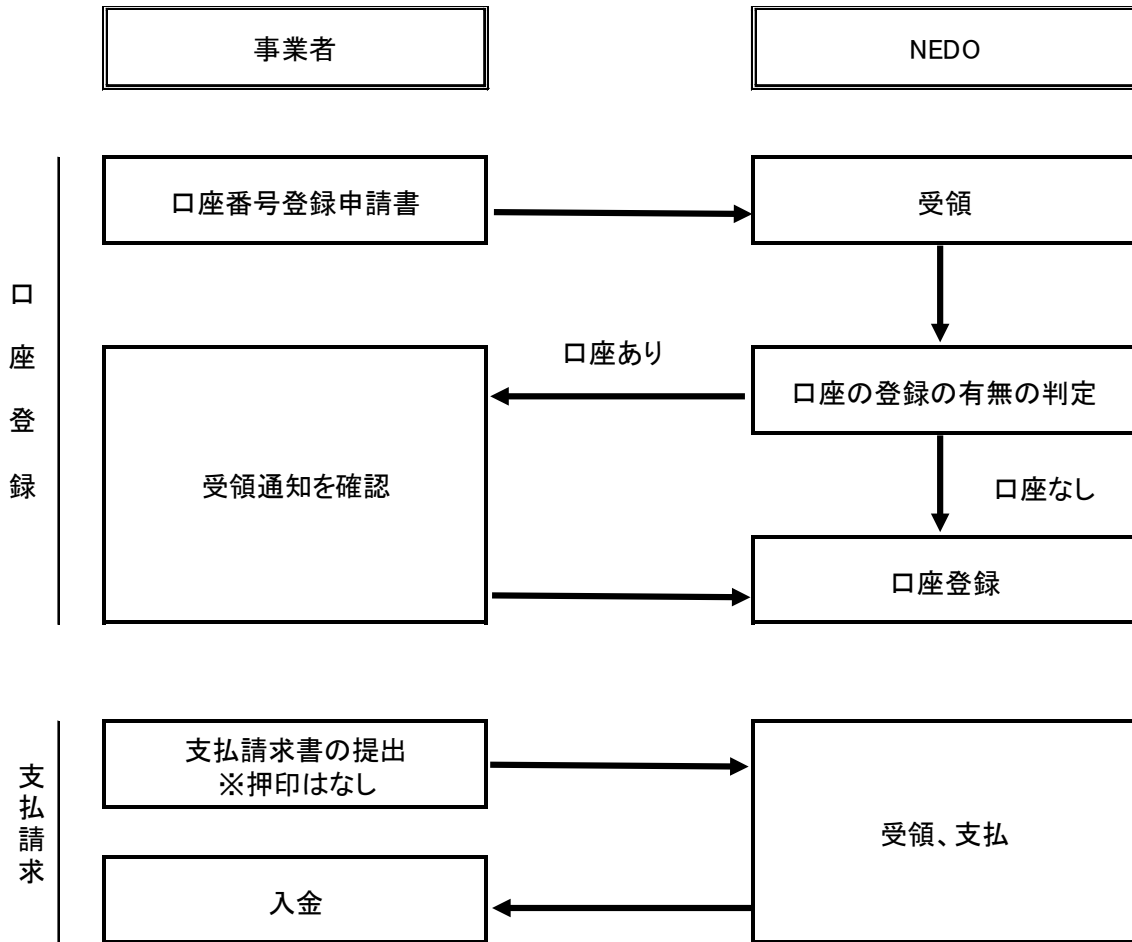 事業者
NEDO
口座登録
口座番号登録申請書
受領
口座あり
口座の登録の有無の判定
受領通知を確認
口座なし
口座登録
支払請求
支払請求書の提出
※押印はなし
受領、支払
入金